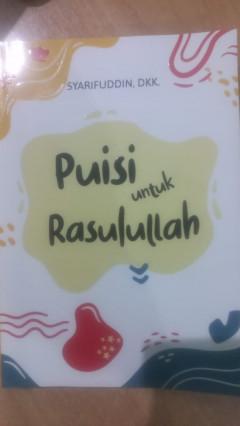 SYARIFUDDIN, DKK.
Puisi
untuk
Rasulullah